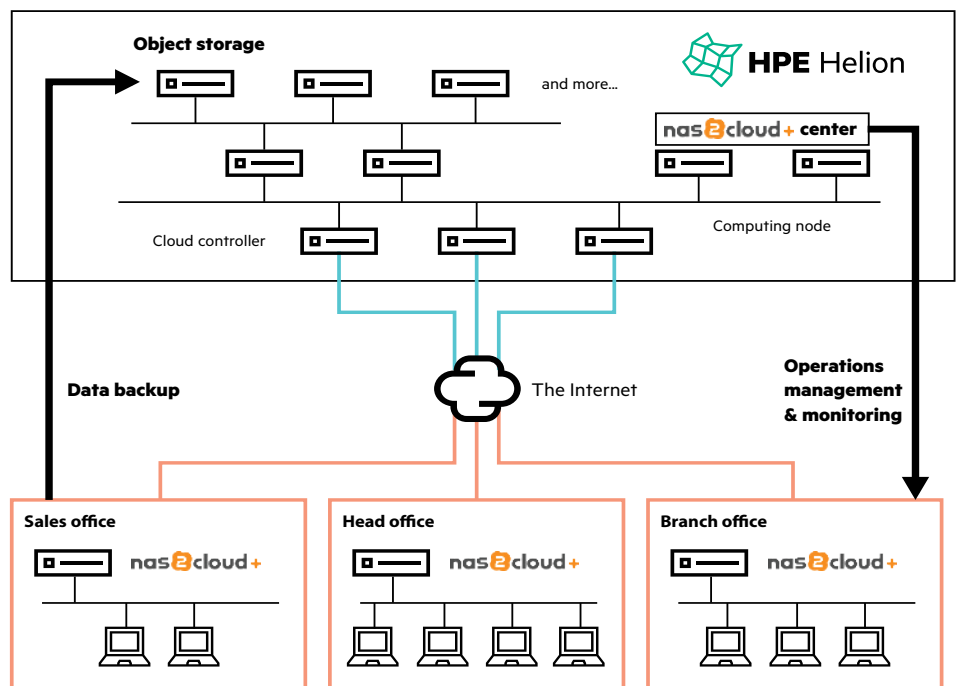 Object storage
HPE Helion
and more...
nas2cloud+ center
Cloud controller
Computing node
Data backup
The Internet
Operations
management
& monitoring
Sales office
nas2cloud+
Head office
nas2cloud+
Branch office
nas2cloud+